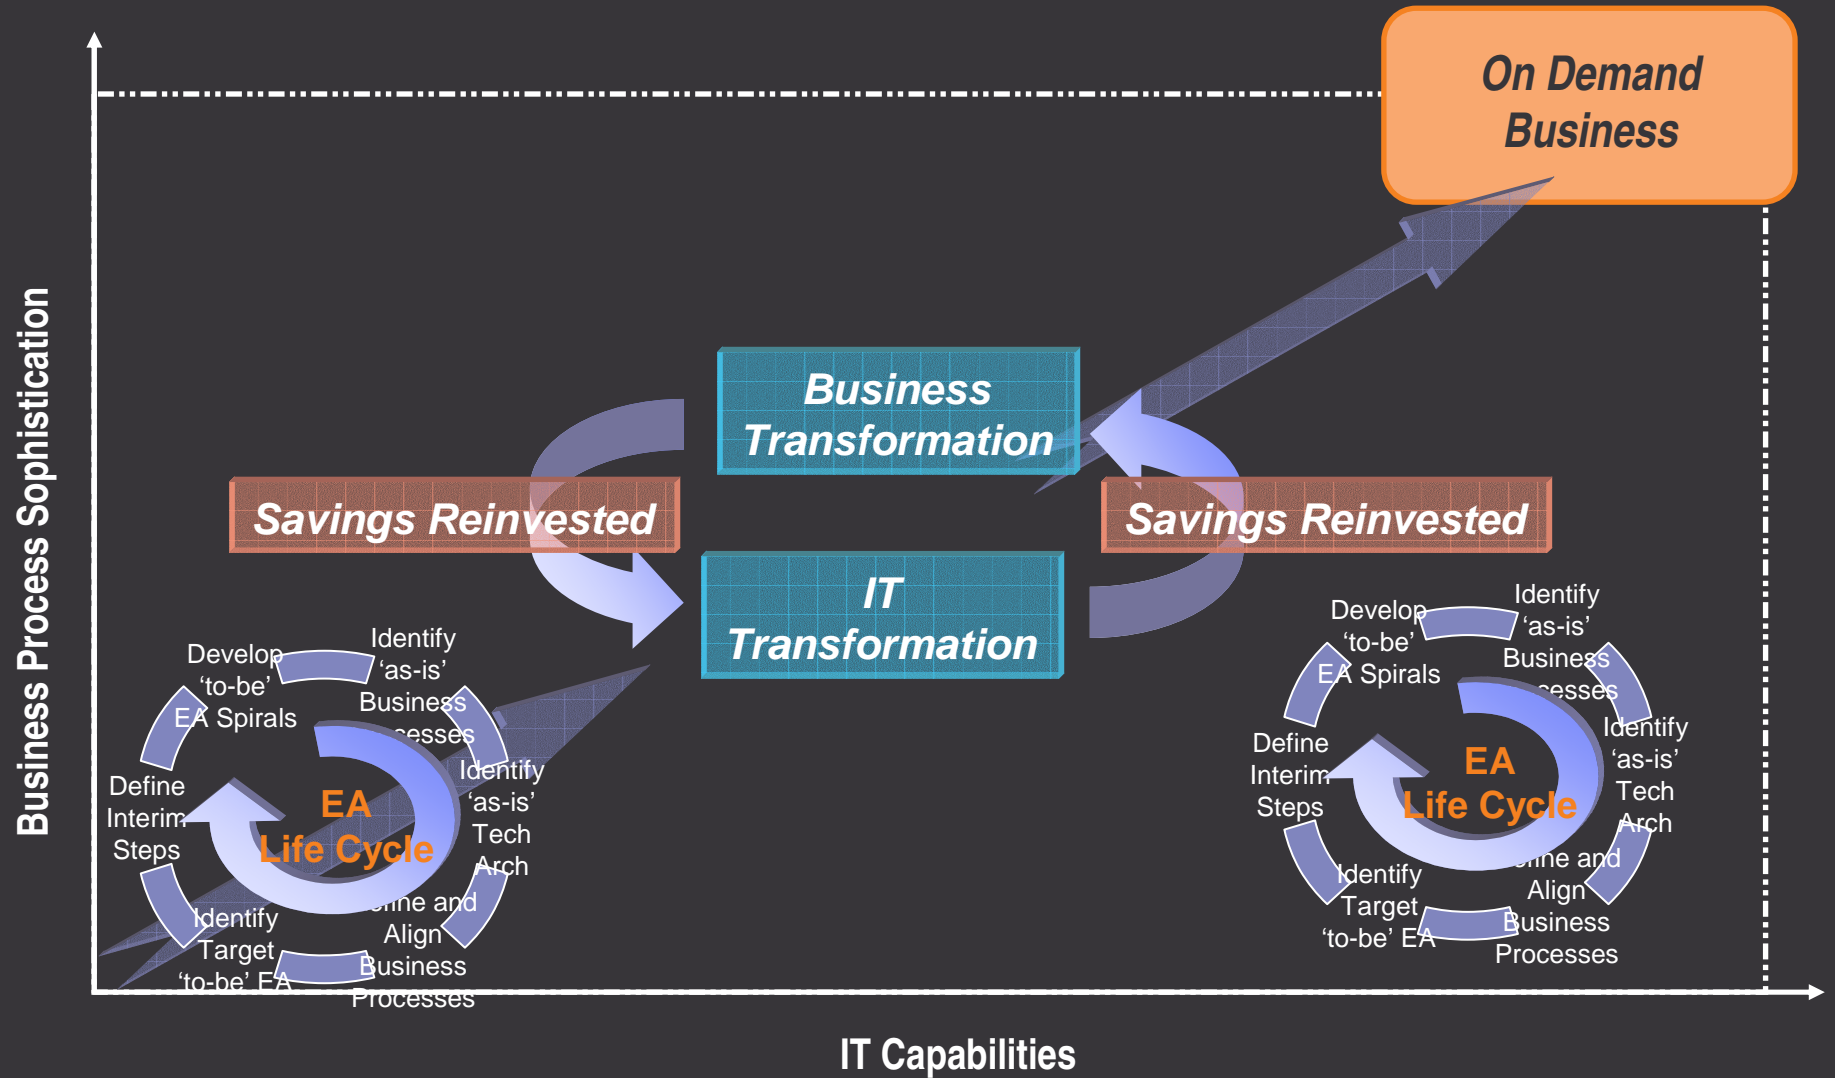 On Demand
Business
Business Process Sophistication
Business
Transformation
Savings Reinvested
Savings Reinvested
IT
Transformation
Develop
‘to-be’
EA Spirals
Identify
‘as-is’
Business
Identify
‘as-is’
Tech
Arch
and
Align
Business
Processes
Identify
Target
‘to-be’ EA
Define
Interim
Steps
EA
Life Cycle
Develop
‘to-be’
EA Spirals
Identify
‘as-is’
Business
Identify
‘as-is’
Tech
Arch
and
Align
Business
Processes
Identify
Target
‘to-be’ EA
Define
Interim
Steps
EA
Life Cycle
IT Capabilities